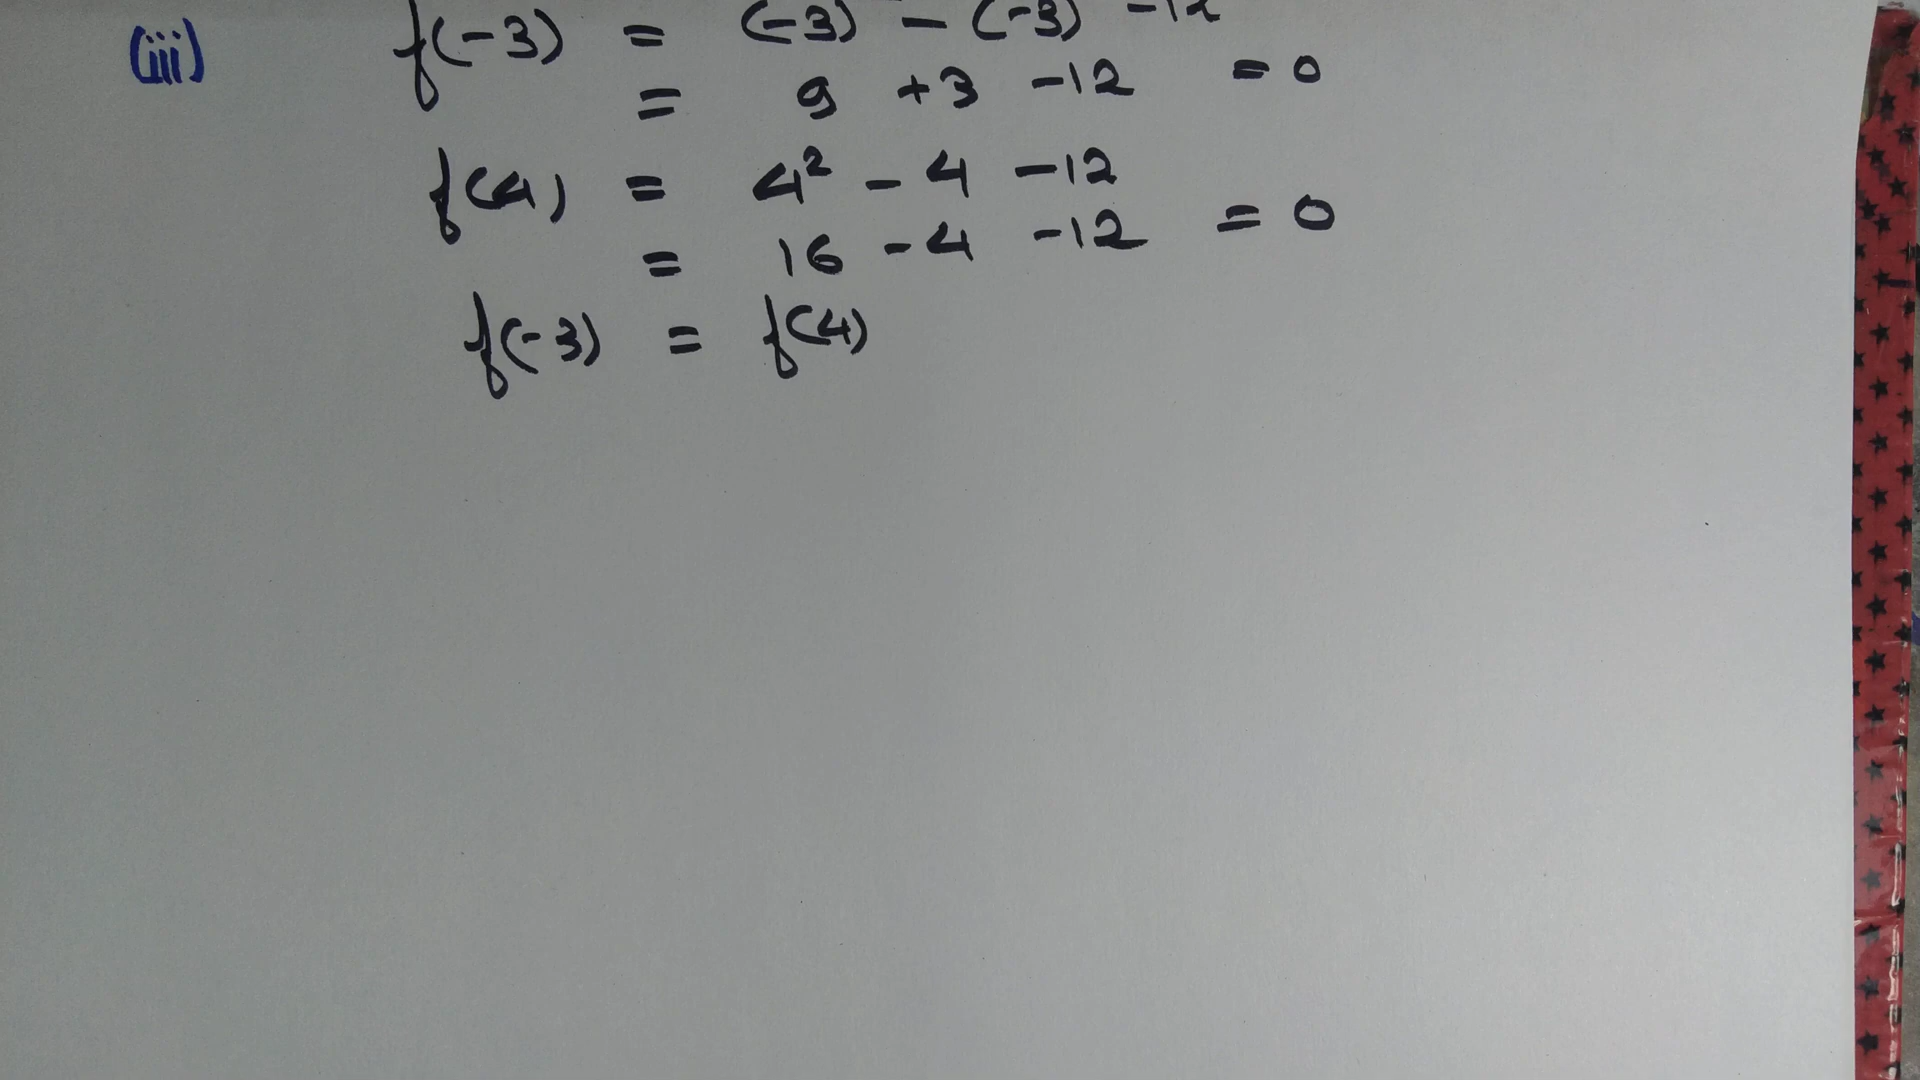 (iii) f(-3) = (-3) - (-3) -12
= 9 +3 -12 = 0
f(4) = 4² - 4 -12
= 16 - 4 -12 = 0
f(-3) = f(4)